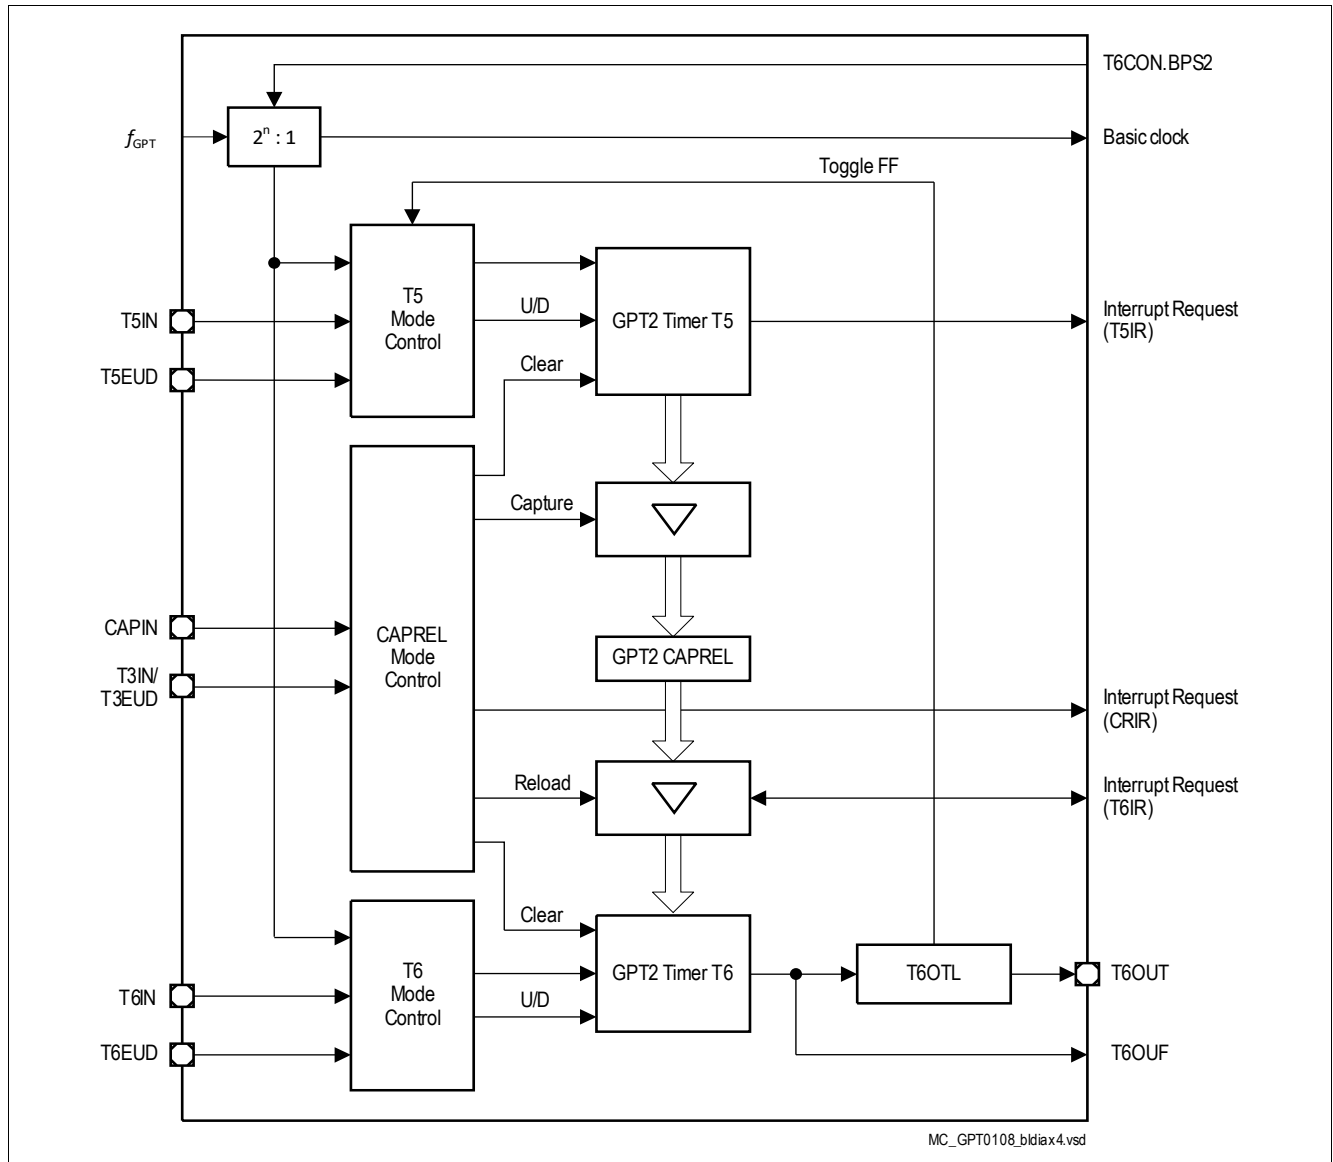 T6CON.BPS2
fGPT
2ⁿ : 1
Basic clock
Toggle FF
T5
Mode
Control
U/D
GPT2 Timer T5
Interrupt Request
(T5IR)
T5IN
T5EUD
Clear
Capture
CAPIN
T3IN/
T3EUD
CAPREL
Mode
Control
GPT2 CAPREL
Interrupt Request
(CRIR)
Reload
Interrupt Request
(T6IR)
Clear
T6
Mode
Control
U/D
GPT2 Timer T6
T6OTL
T6OUT
T6IN
T6EUD
T6OUF
MC_GPT0108_bldiax4.vsd